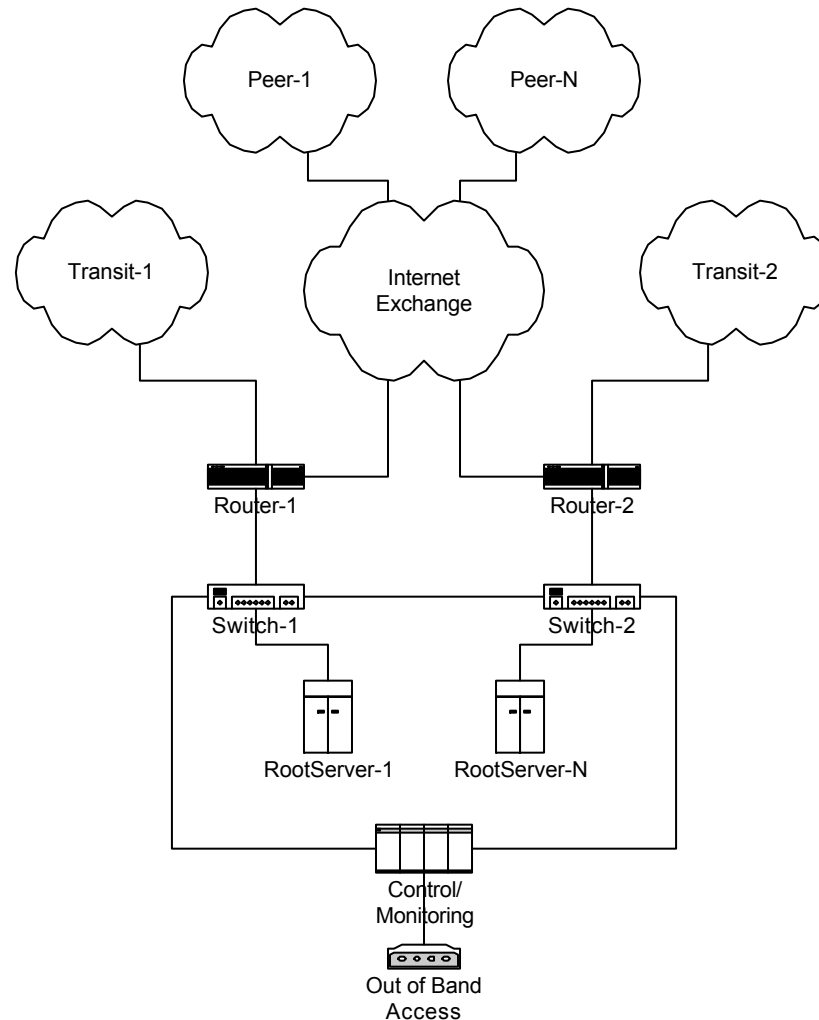 Peer-1
Peer-N
Transit-1
Internet
Exchange
Transit-2
Router-1
Router-2
Switch-1
Switch-2
RootServer-1
RootServer-N
Control/
Monitoring
Out of Band
Access